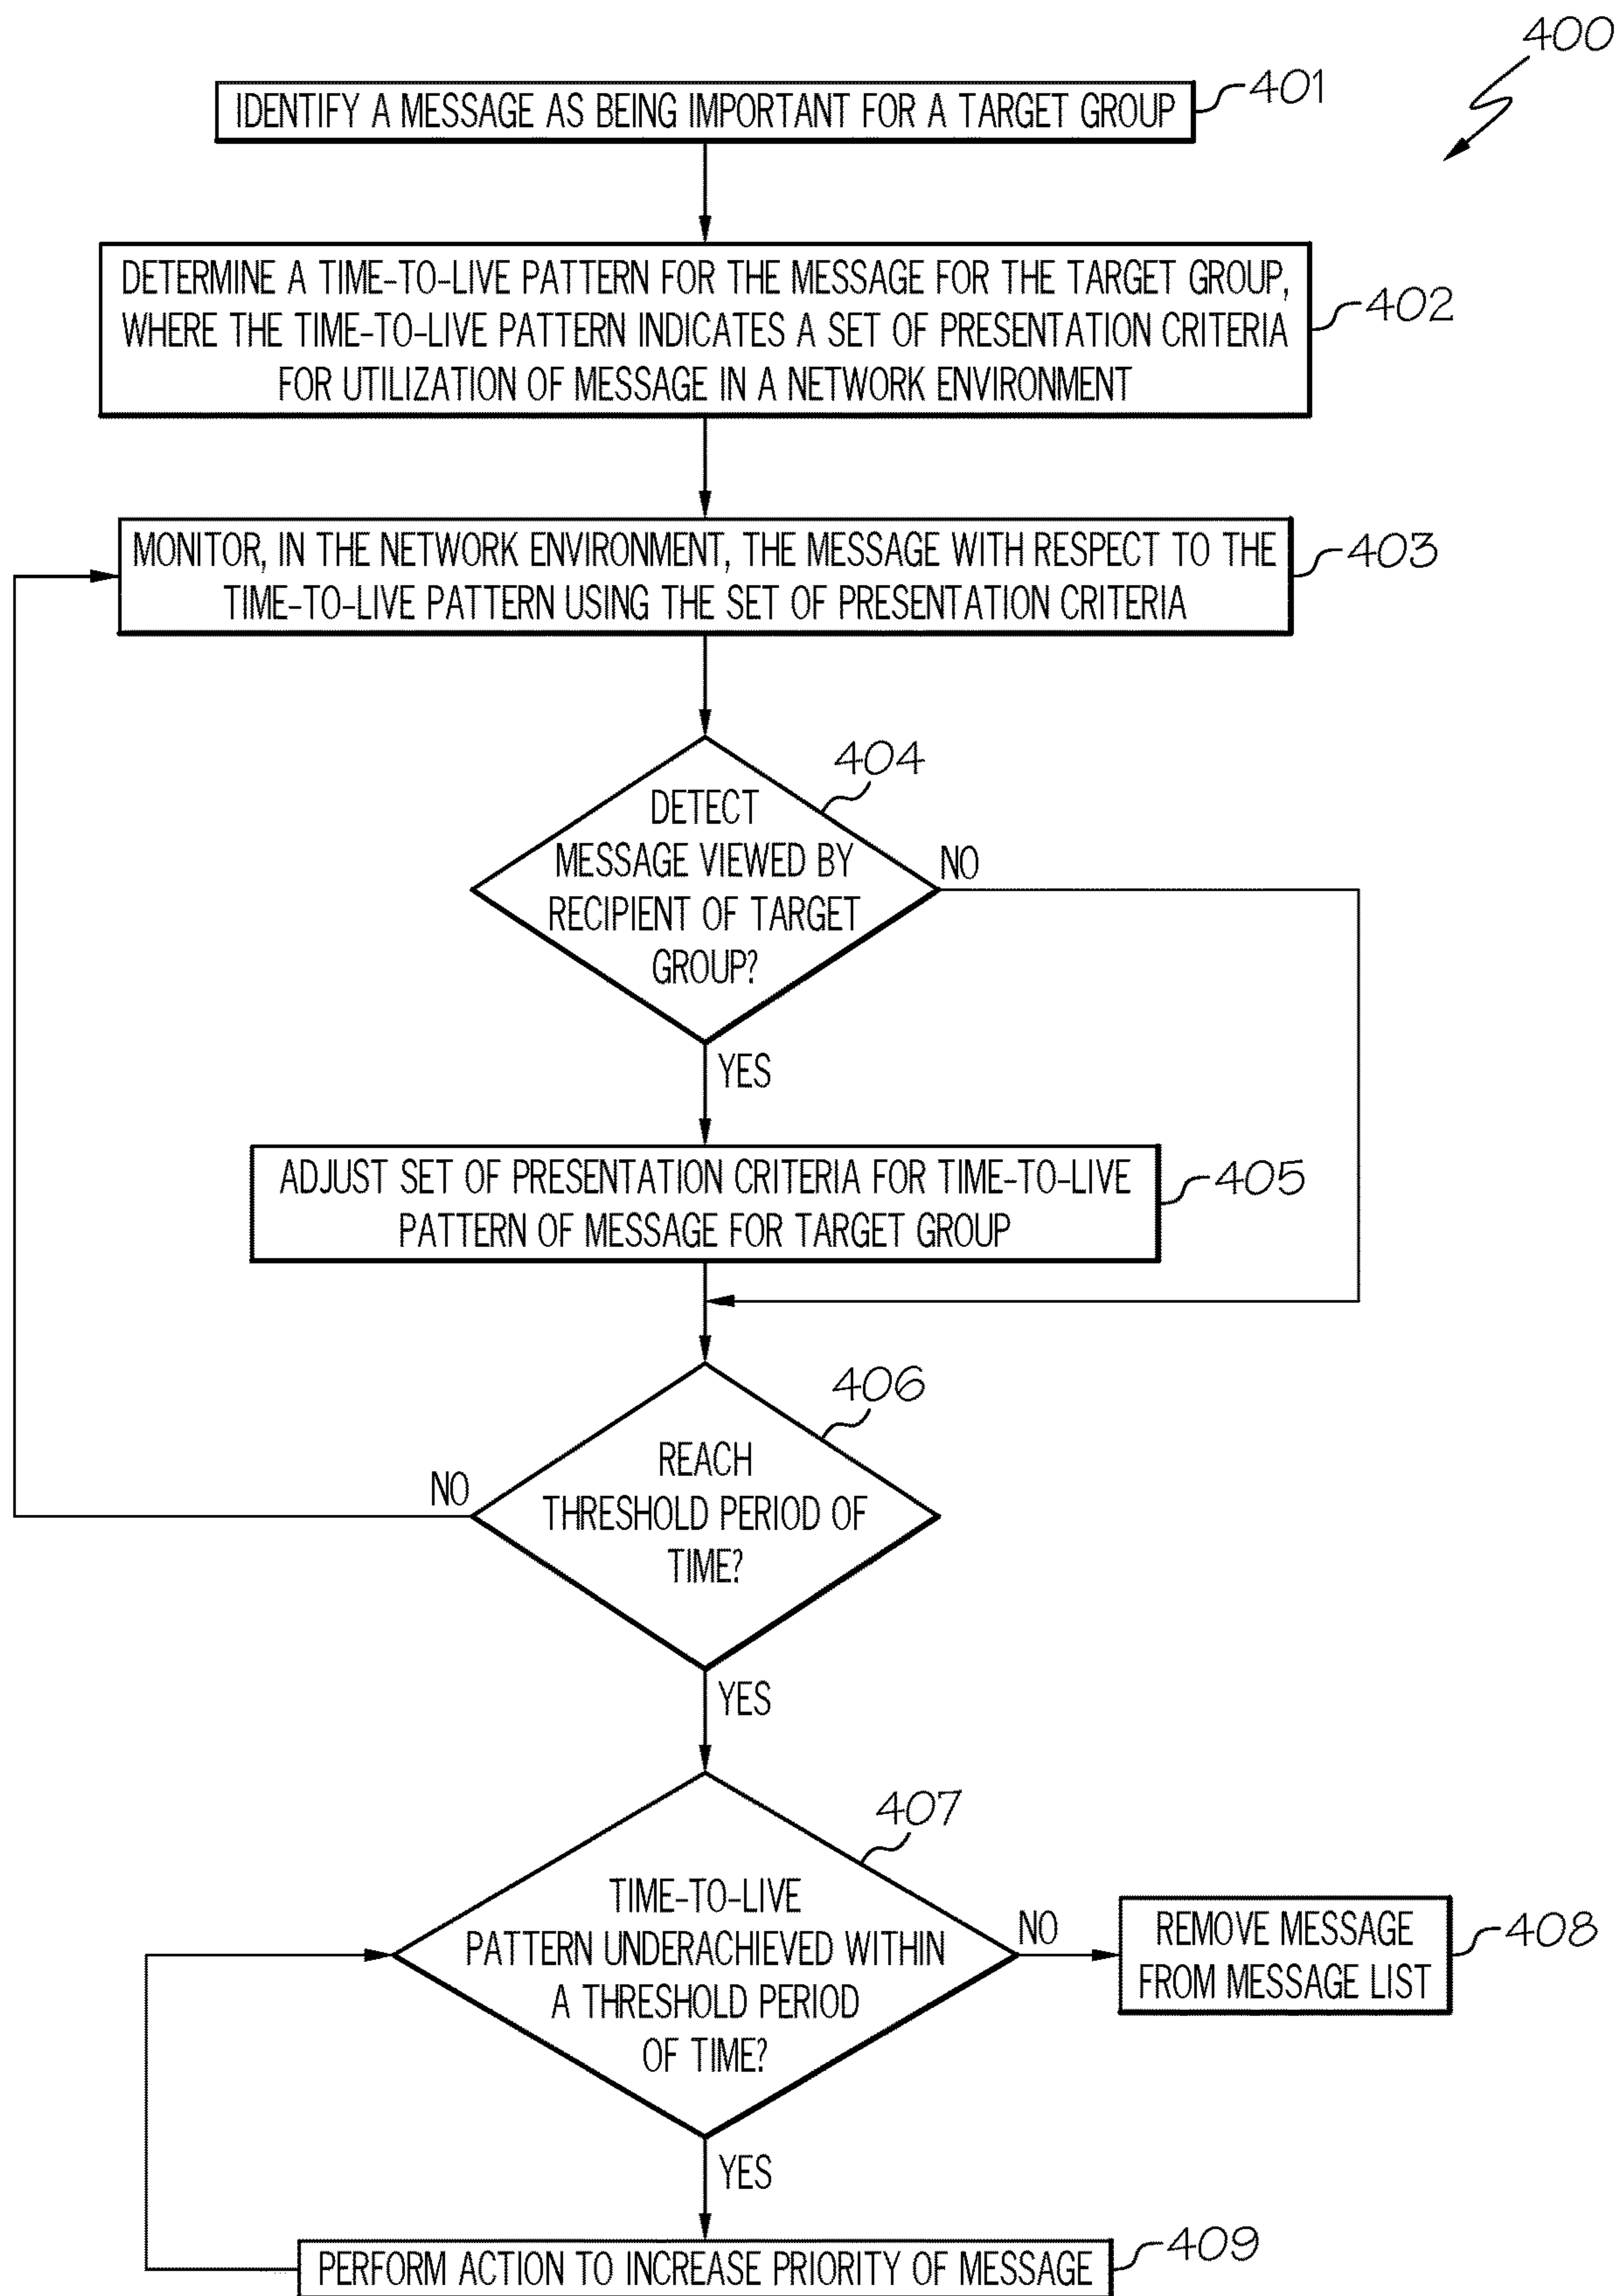 400
IDENTIFY A MESSAGE AS BEING IMPORTANT FOR A TARGET GROUP
401
DETERMINE A TIME-TO-LIVE PATTERN FOR THE MESSAGE FOR THE TARGET GROUP,
WHERE THE TIME-TO-LIVE PATTERN INDICATES A SET OF PRESENTATION CRITERIA
FOR UTILIZATION OF MESSAGE IN A NETWORK ENVIRONMENT
402
MONITOR, IN THE NETWORK ENVIRONMENT, THE MESSAGE WITH RESPECT TO THE
TIME-TO-LIVE PATTERN USING THE SET OF PRESENTATION CRITERIA
403
404
DETECT
MESSAGE VIEWED BY
RECIPIENT OF TARGET
GROUP?
NO
YES
ADJUST SET OF PRESENTATION CRITERIA FOR TIME-TO-LIVE
PATTERN OF MESSAGE FOR TARGET GROUP
405
406
REACH
THRESHOLD PERIOD OF
TIME?
NO
YES
407
TIME-TO-LIVE
PATTERN UNDERACHIEVED WITHIN
A THRESHOLD PERIOD
OF TIME?
NO
REMOVE MESSAGE
FROM MESSAGE LIST
408
YES
PERFORM ACTION TO INCREASE PRIORITY OF MESSAGE
409